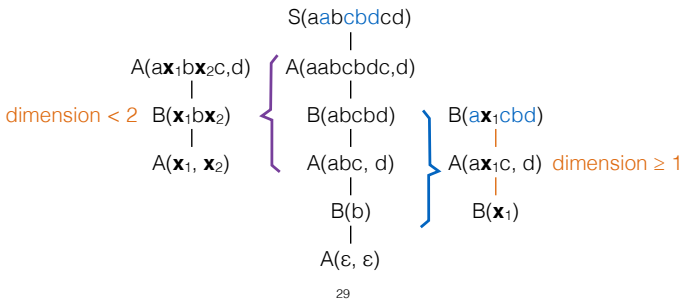 S(aabcbdcd)
A(a𝐱₁b𝐱₂c,d) A(aabcbdc,d)
dimension < 2 B(𝐱₁b𝐱₂) B(abcbd) B(a𝐱₁cbd)
A(𝐱₁, 𝐱₂) A(abc, d) A(a𝐱₁c, d) dimension ≥ 1
B(b) B(𝐱₁)
A(ε, ε)
29